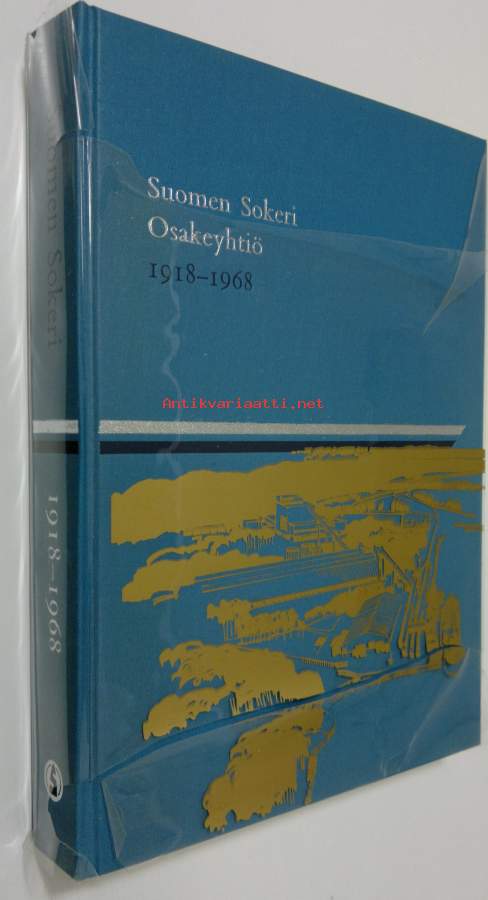 Suomen Sokeri
Osakeyhtiö
1918–1968
Antikvariaatti.net
Suomen Sokeri
1918–1968